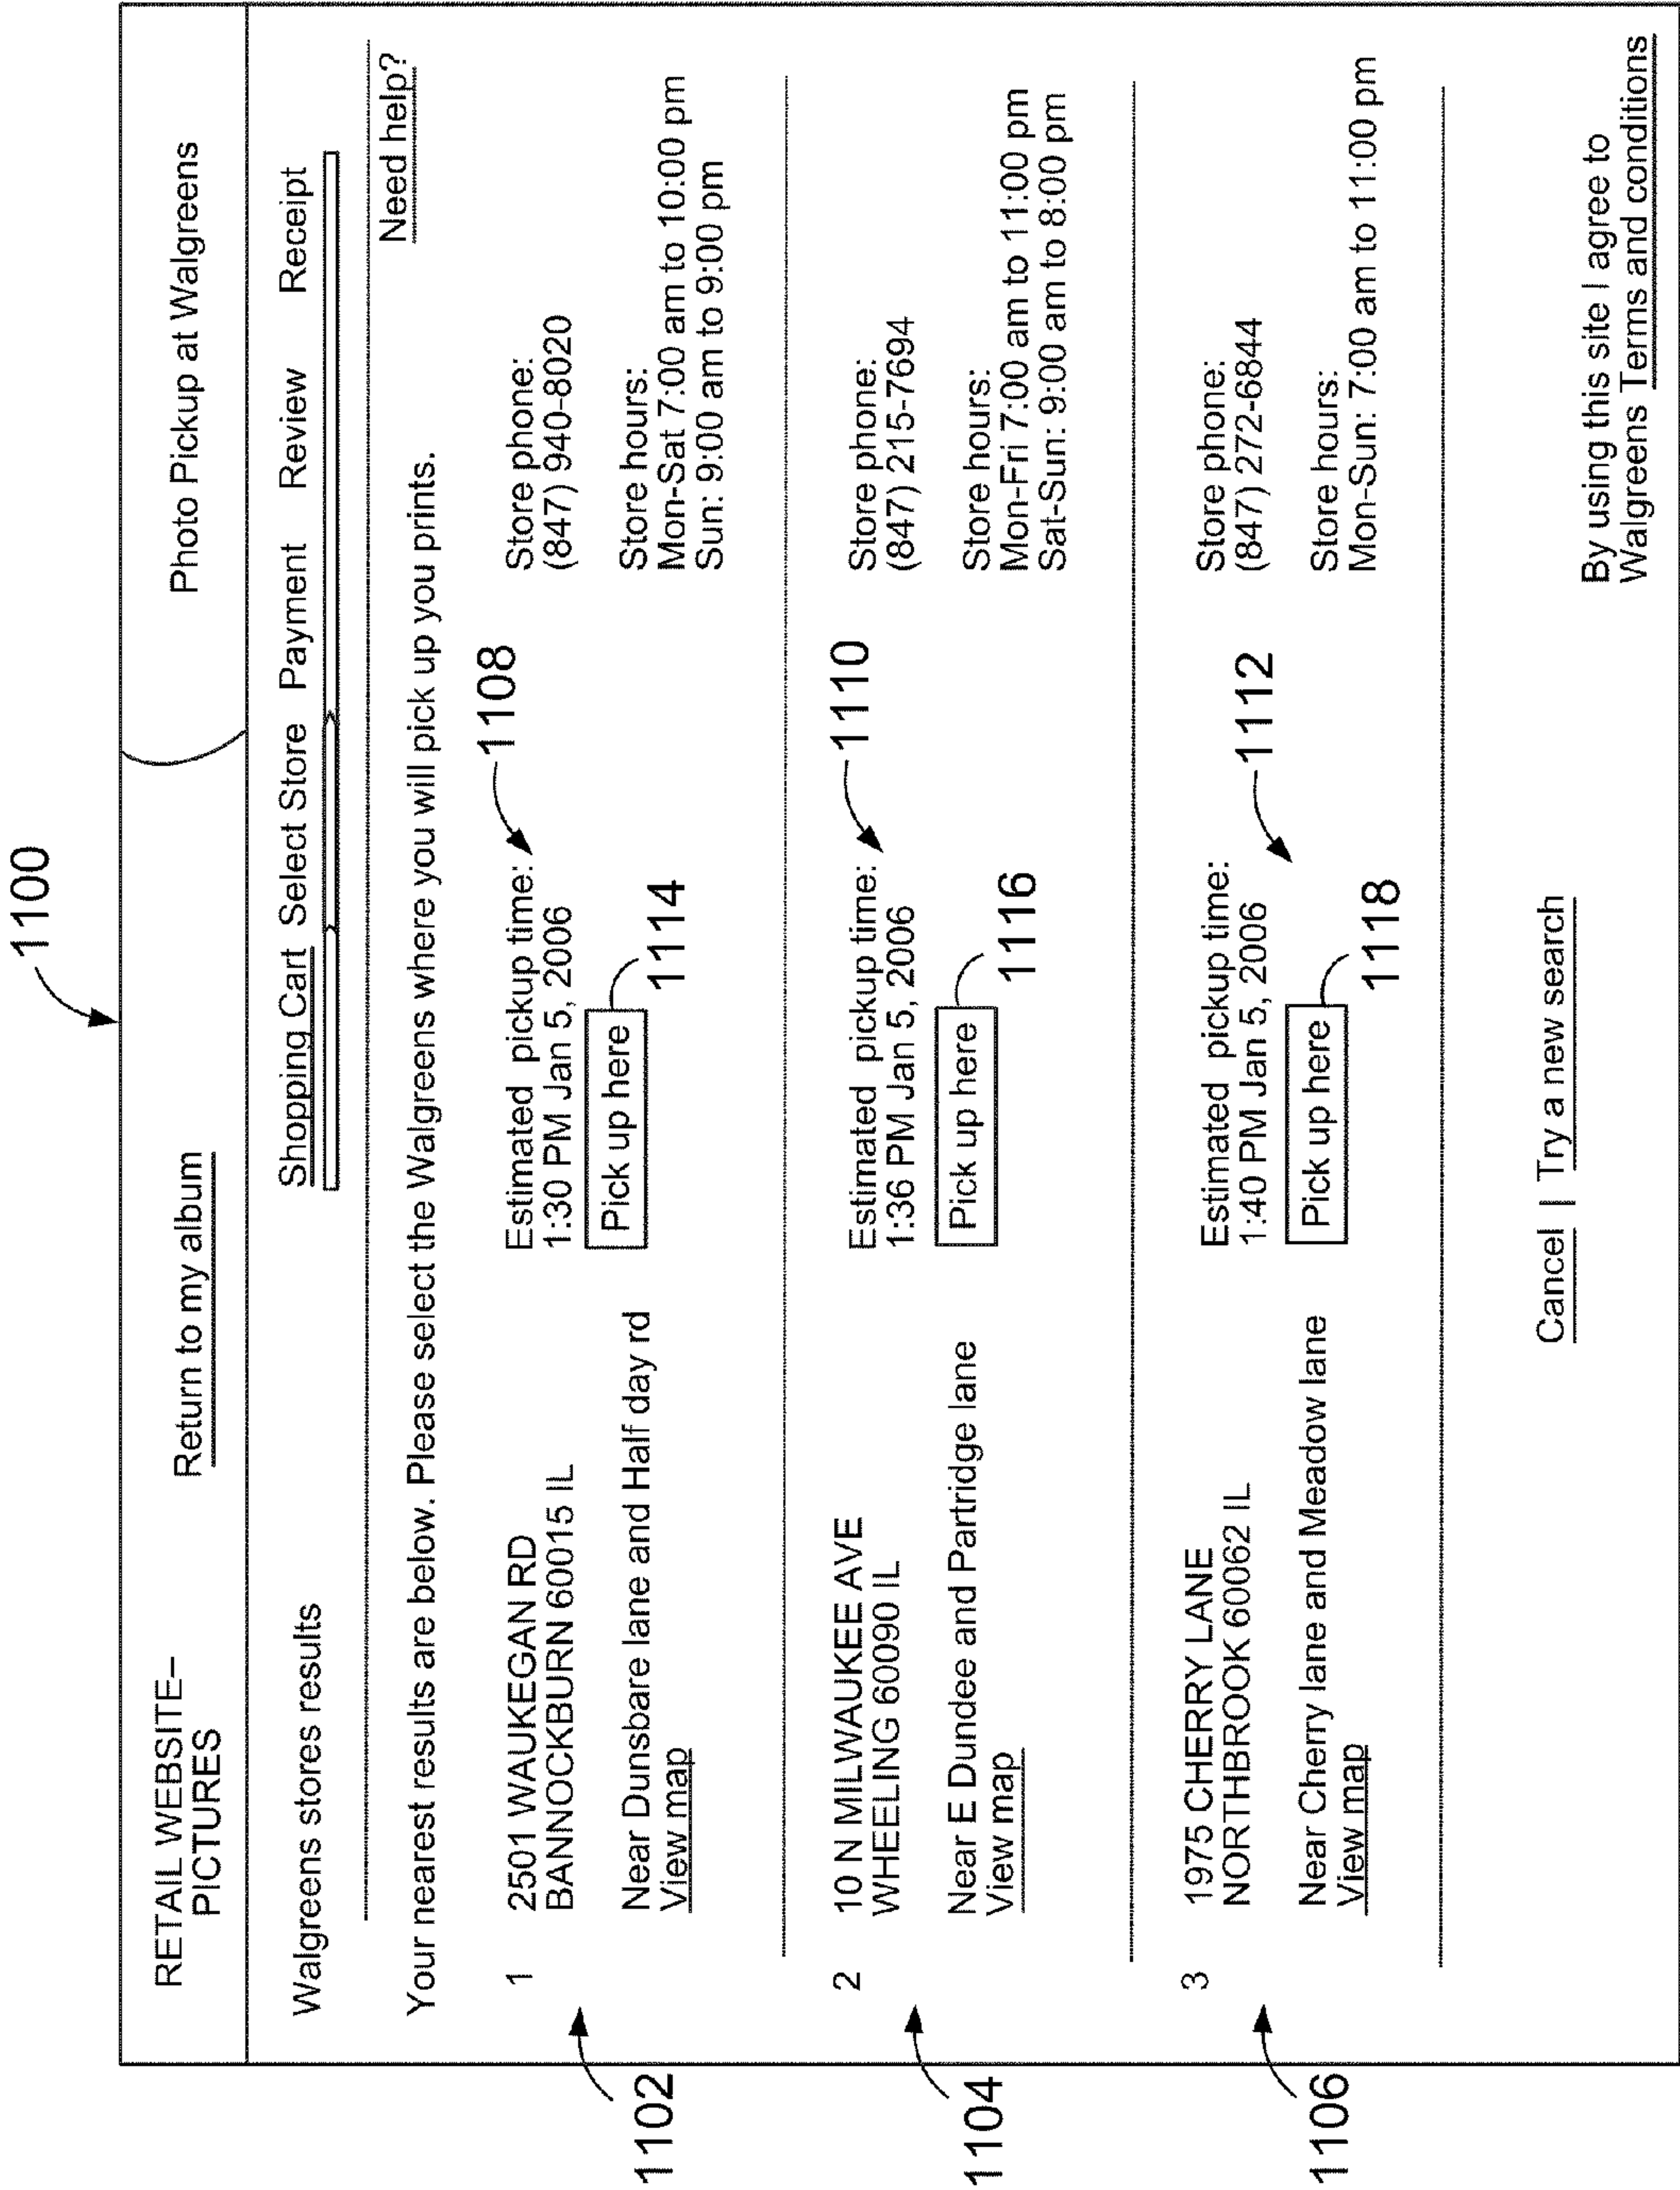 1100
RETAIL WEBSITE–
PICTURES
Return to my album
Photo Pickup at Walgreens
Walgreens stores results
Shopping Cart Select Store Payment Review Receipt
Need help?
Your nearest results are below. Please select the Walgreens where you will pick up you prints.
1102
1
2501 WAUKEGAN RD
BANNOCKBURN 60015 IL
Near Dunsbare lane and Half day rd
View map
Estimated pickup time:
1:30 PM Jan 5, 2006
1108
Pick up here
1114
Store phone:
(847) 940-8020
Store hours:
Mon-Sat 7:00 am to 10:00 pm
Sun: 9:00 am to 9:00 pm
1104
2
10 N MILWAUKEE AVE
WHEELING 60090 IL
Near E Dundee and Partridge lane
View map
Estimated pickup time:
1:36 PM Jan 5, 2006
1110
Pick up here
1116
Store phone:
(847) 215-7694
Store hours:
Mon-Fri 7:00 am to 11:00 pm
Sat-Sun: 9:00 am to 8:00 pm
1106
3
1975 CHERRY LANE
NORTHBROOK 60062 IL
Near Cherry lane and Meadow lane
View map
Estimated pickup time:
1:40 PM Jan 5, 2006
1112
Pick up here
1118
Store phone:
(847) 272-6844
Store hours:
Mon-Sun: 7:00 am to 11:00 pm
Cancel | Try a new search
By using this site I agree to
Walgreens Terms and conditions